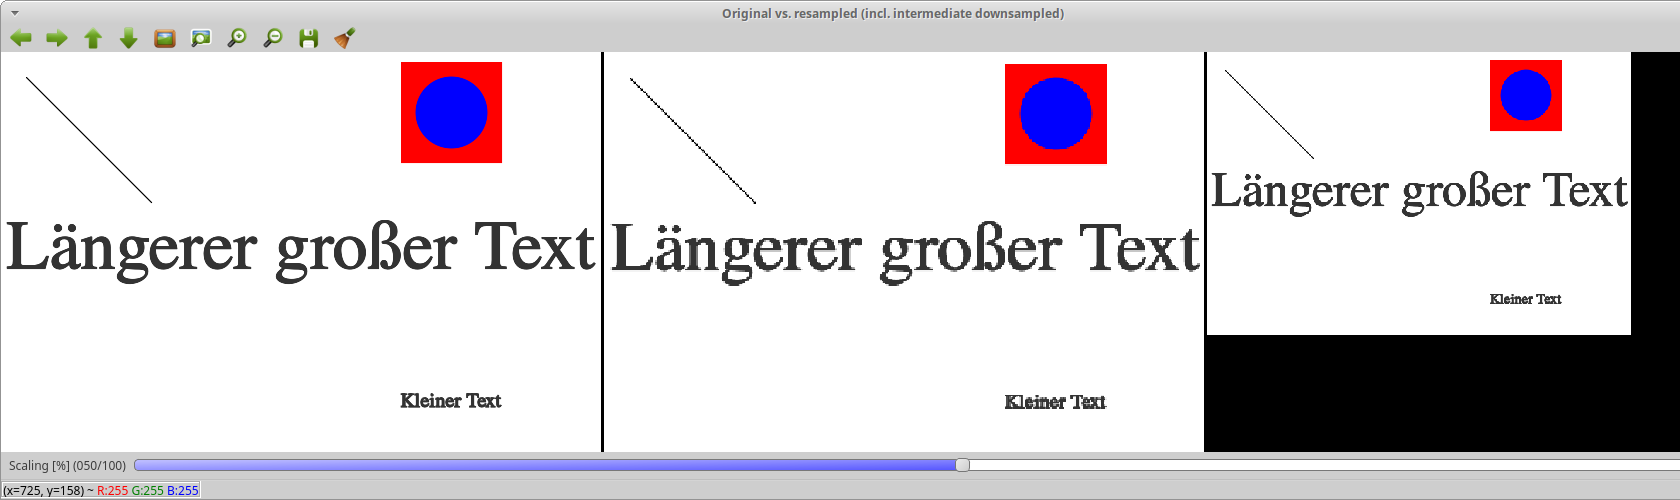 Original vs. resampled (incl. intermediate downsampled)
Längerer großer Text
Kleiner Text
Längerer großer Text
Kleiner Text
Längerer großer Text
Kleiner Text
Scaling [%] (050/100)
(x=725, y=158) ~ R:255 G:255 B:255